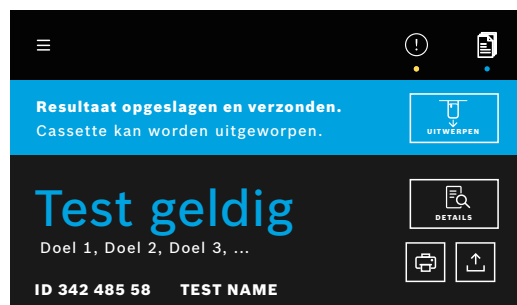 Resultaat opgeslagen en verzonden.
Cassette kan worden uitgeworpen.
UITWERPEN
Test geldig
Doel 1, Doel 2, Doel 3, ...
DETAILS
ID 342 485 58 TEST NAME